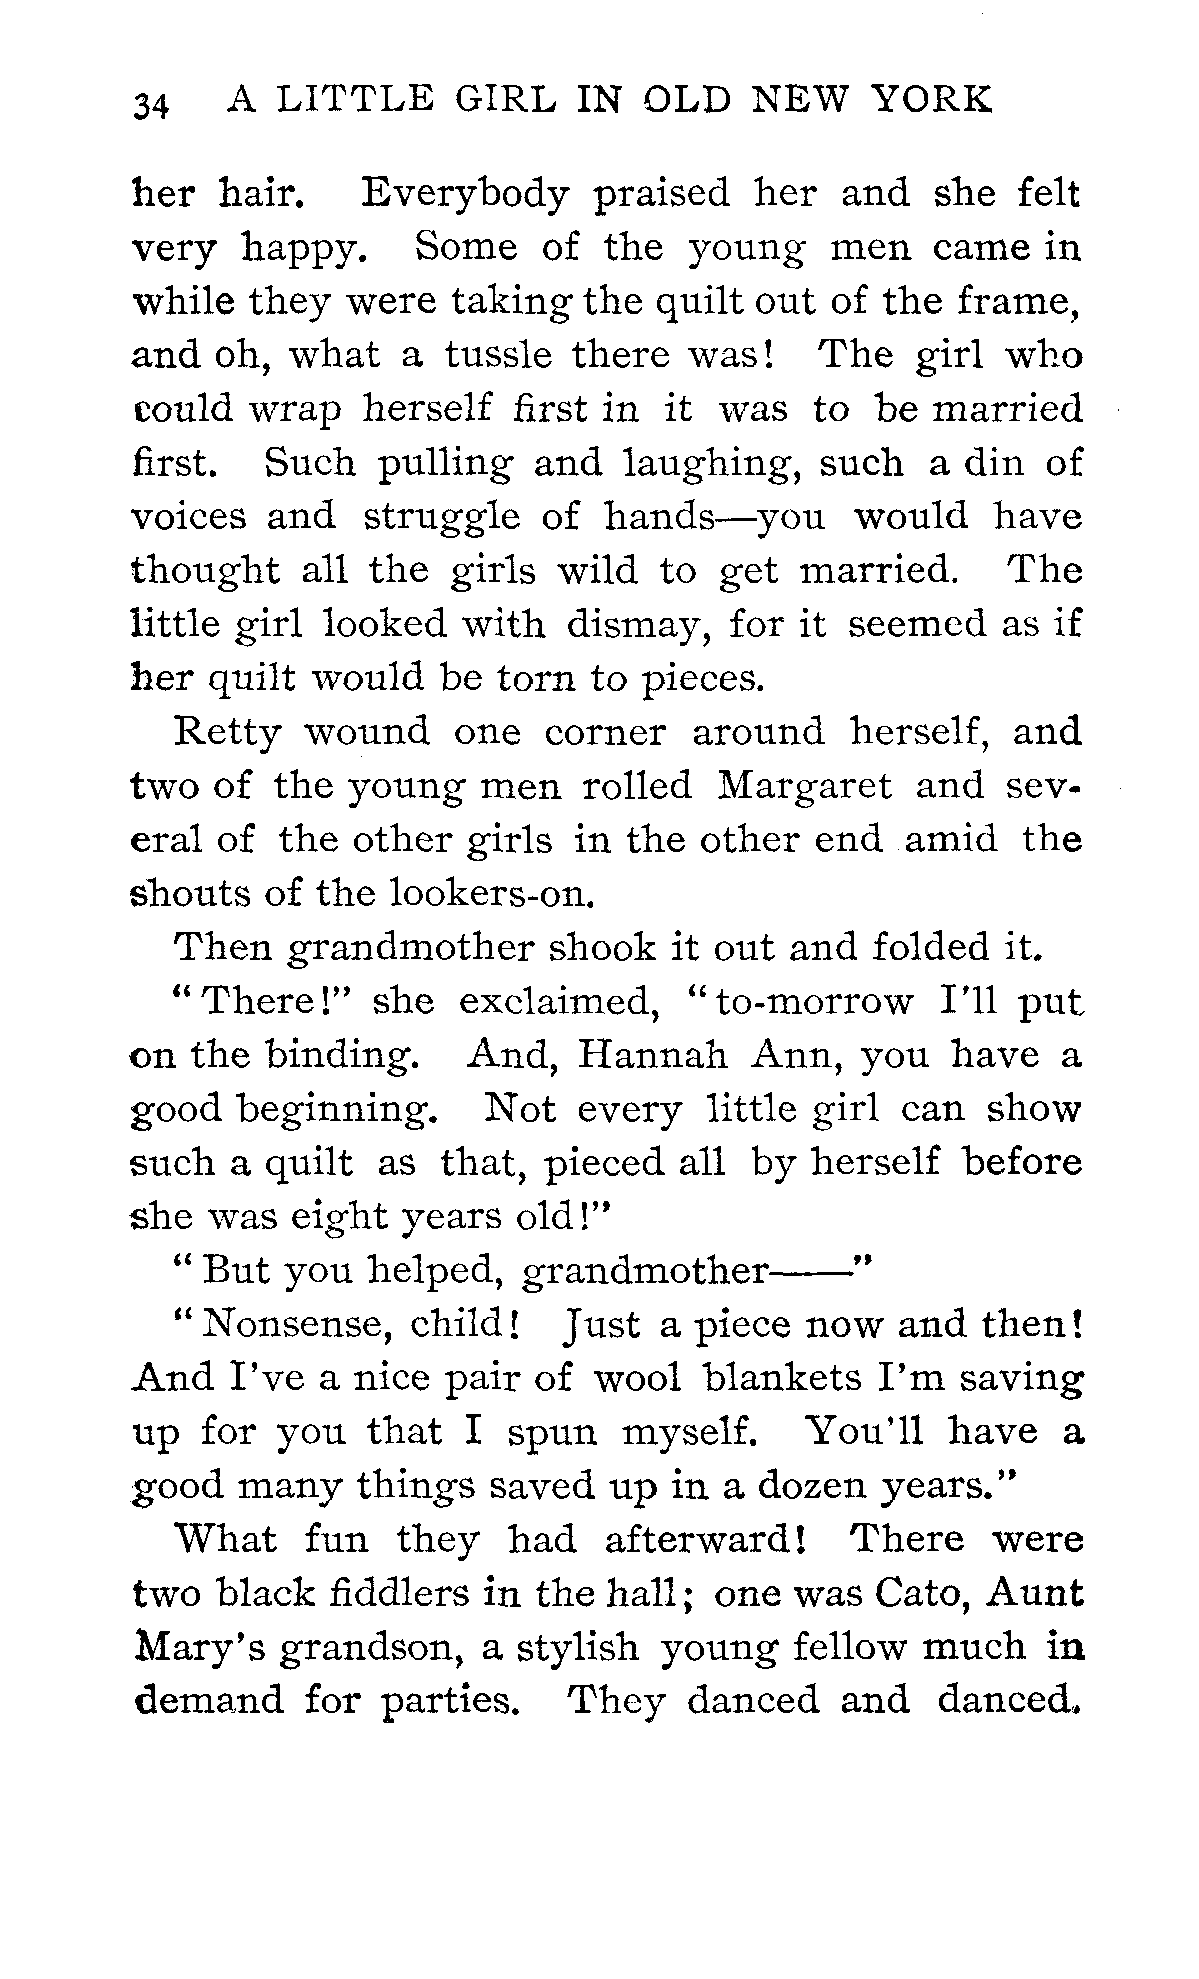 34 A LITTLE GIRL IN OLD NEW YORK
her hair. Everybody praised her and she felt
very happy. Some of the young men came in
while they were taking the quilt out of the frame,
and oh, what a tussle there was! The girl who
could wrap herself first in it was to be married
first. Such pulling and laughing, such a din of
voices and struggle of hands—you would have
thought all the girls wild to get married. The
little girl looked with dismay, for it seemed as if
her quilt would be torn to pieces.
Retty wound one corner around herself, and
two of the young men rolled Margaret and sev-
eral of the other girls in the other end amid the
shouts of the lookers-on.
Then grandmother shook it out and folded it.
“There!” she exclaimed, “to-morrow I’ll put
on the binding. And, Hannah Ann, you have a
good beginning. Not every little girl can show
such a quilt as that, pieced all by herself before
she was eight years old!”
“But you helped, grandmother——”
“Nonsense, child! Just a piece now and then!
And I’ve a nice pair of wool blankets I’m saving
up for you that I spun myself. You’ll have a
good many things saved up in a dozen years.”
What fun they had afterward! There were
two black fiddlers in the hall; one was Cato, Aunt
Mary’s grandson, a stylish young fellow much in
demand for parties. They danced and danced.